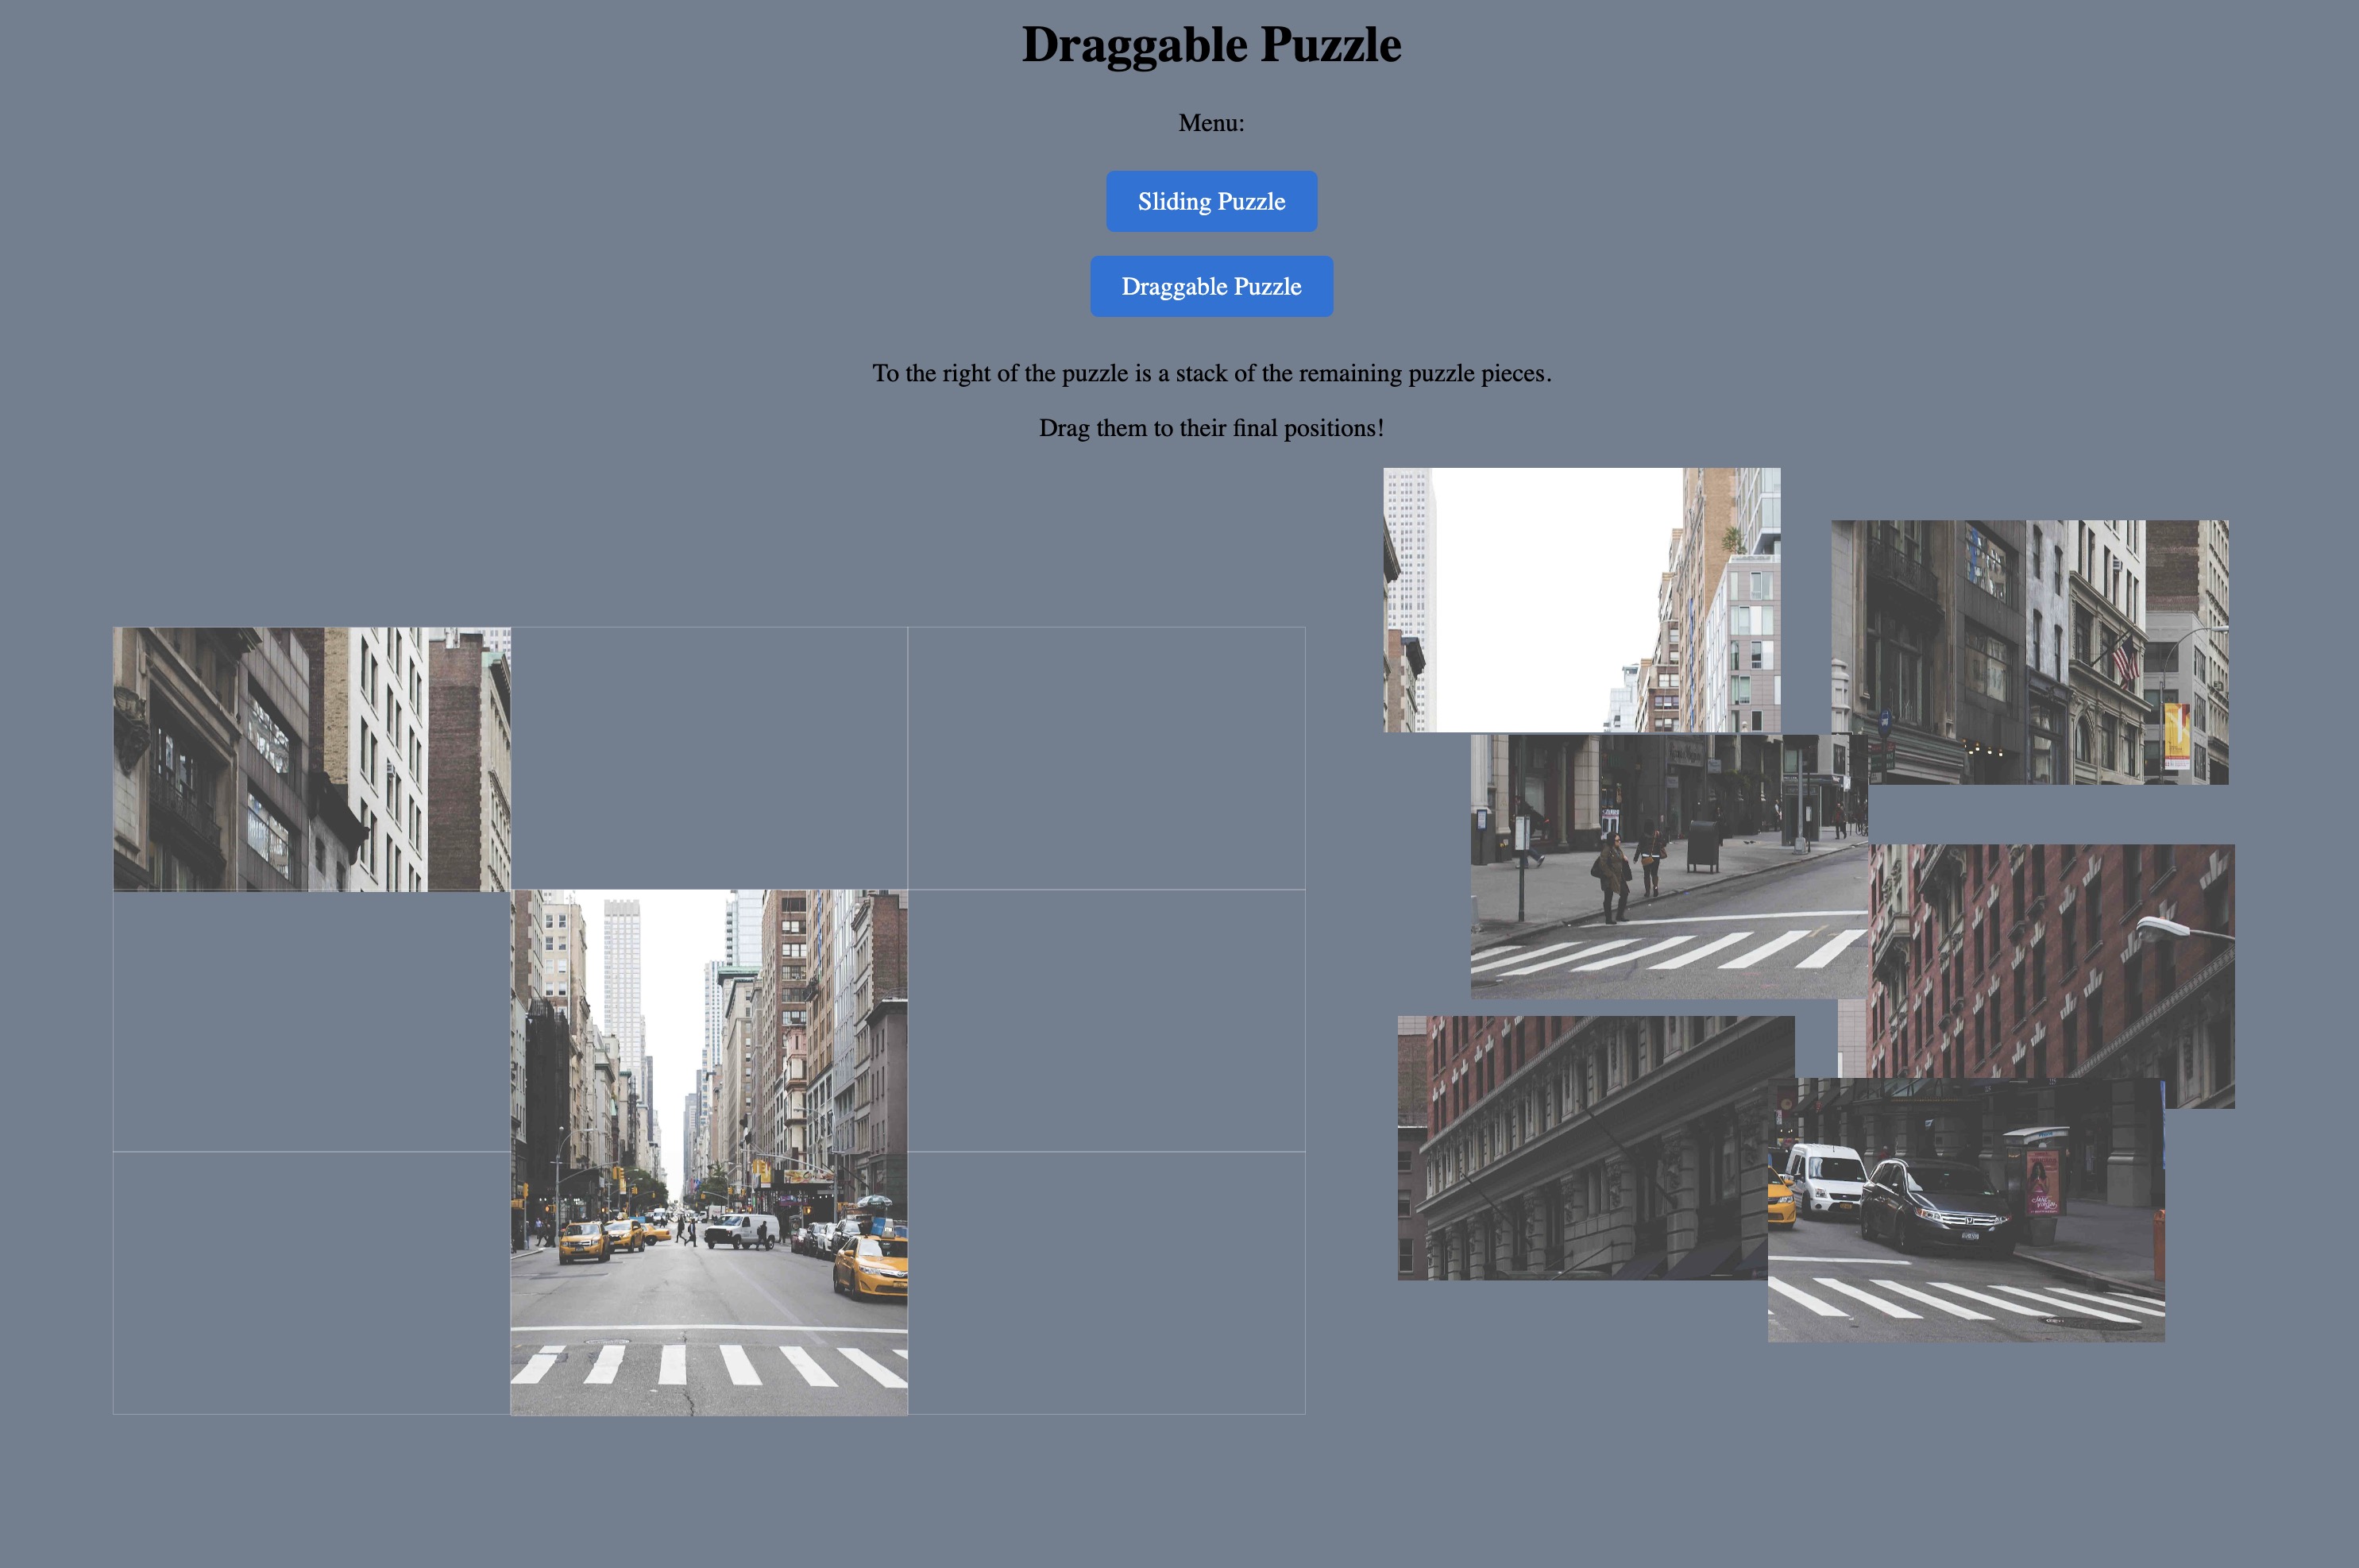 Draggable Puzzle
Menu:
Sliding Puzzle
Draggable Puzzle
To the right of the puzzle is a stack of the remaining puzzle pieces.
Drag them to their final positions!